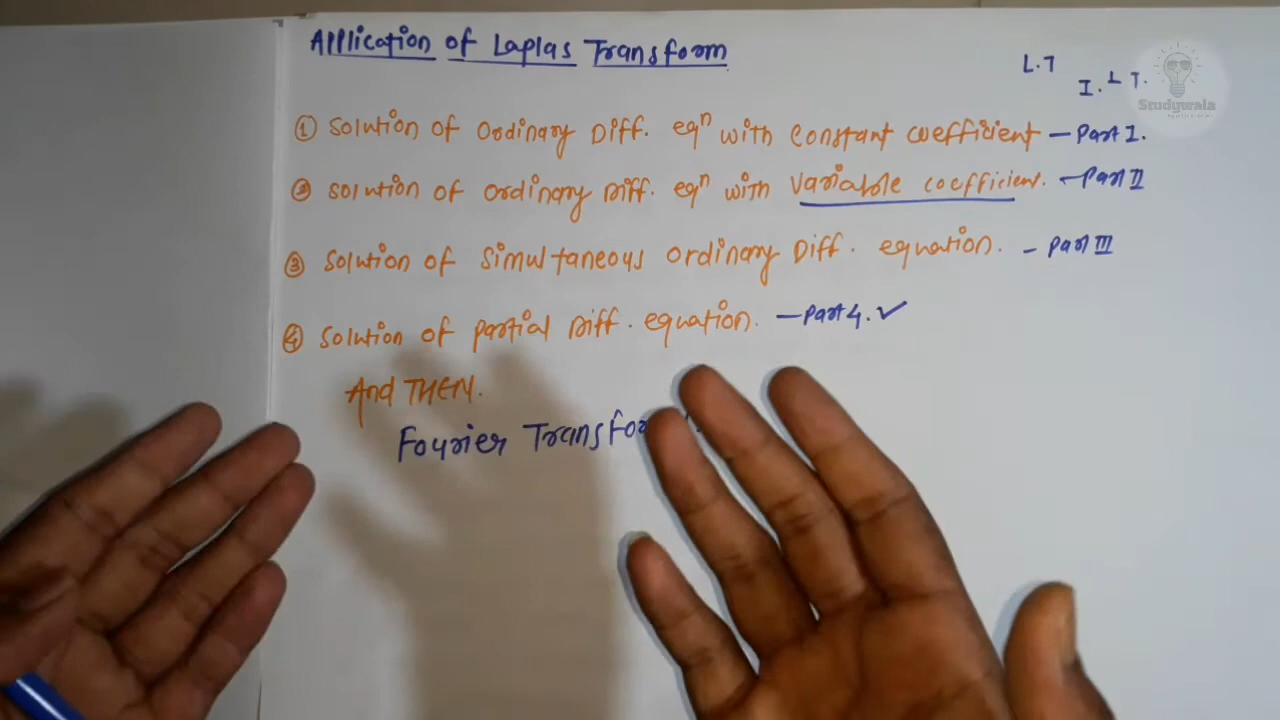 Application of Laplas Transform
L.T
I.L T.
Studywala
① Solution of Ordinary Diff. eqⁿ with Constant coefficient — Part I.
② Solution of Ordinary Diff. eqⁿ with Variable coefficient. — Part II
③ Solution of Simultaneous Ordinary Diff. equation. - Part III
④ Solution of Partial Diff. equation. — Part 4. ✓
And THEN.
Fourier